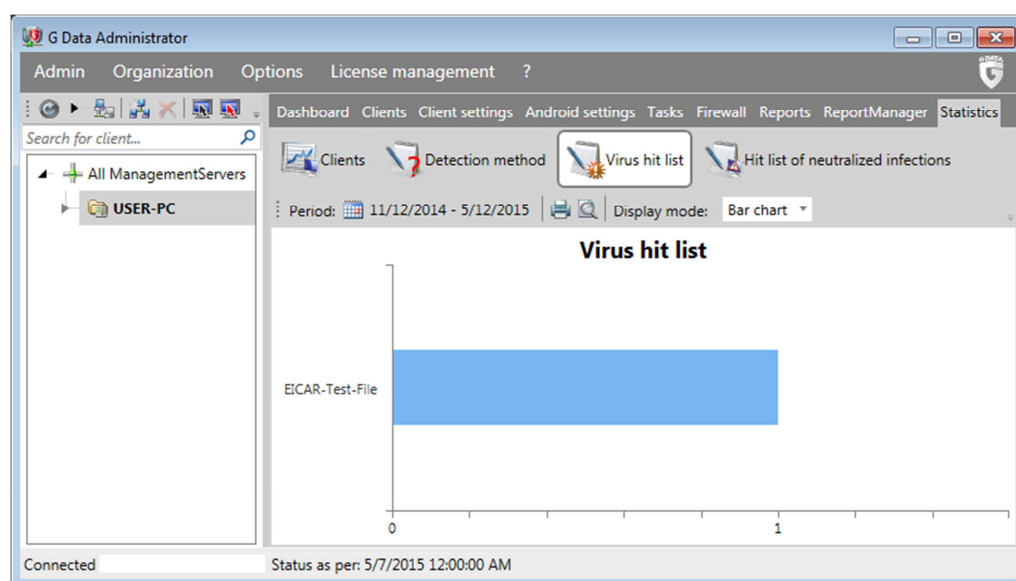 G Data Administrator
Admin Organization Options License management ?
G DATA
Dashboard Clients Client settings Android settings Tasks Firewall Reports ReportManager Statistics
Search for client...
Clients Detection method Virus hit list Hit list of neutralized infections
All ManagementServers
USER-PC
Period: 11/12/2014 - 5/12/2015 Display mode: Bar chart
Virus hit list
EICAR-Test-File
0 1
Connected Status as per: 5/7/2015 12:00:00 AM